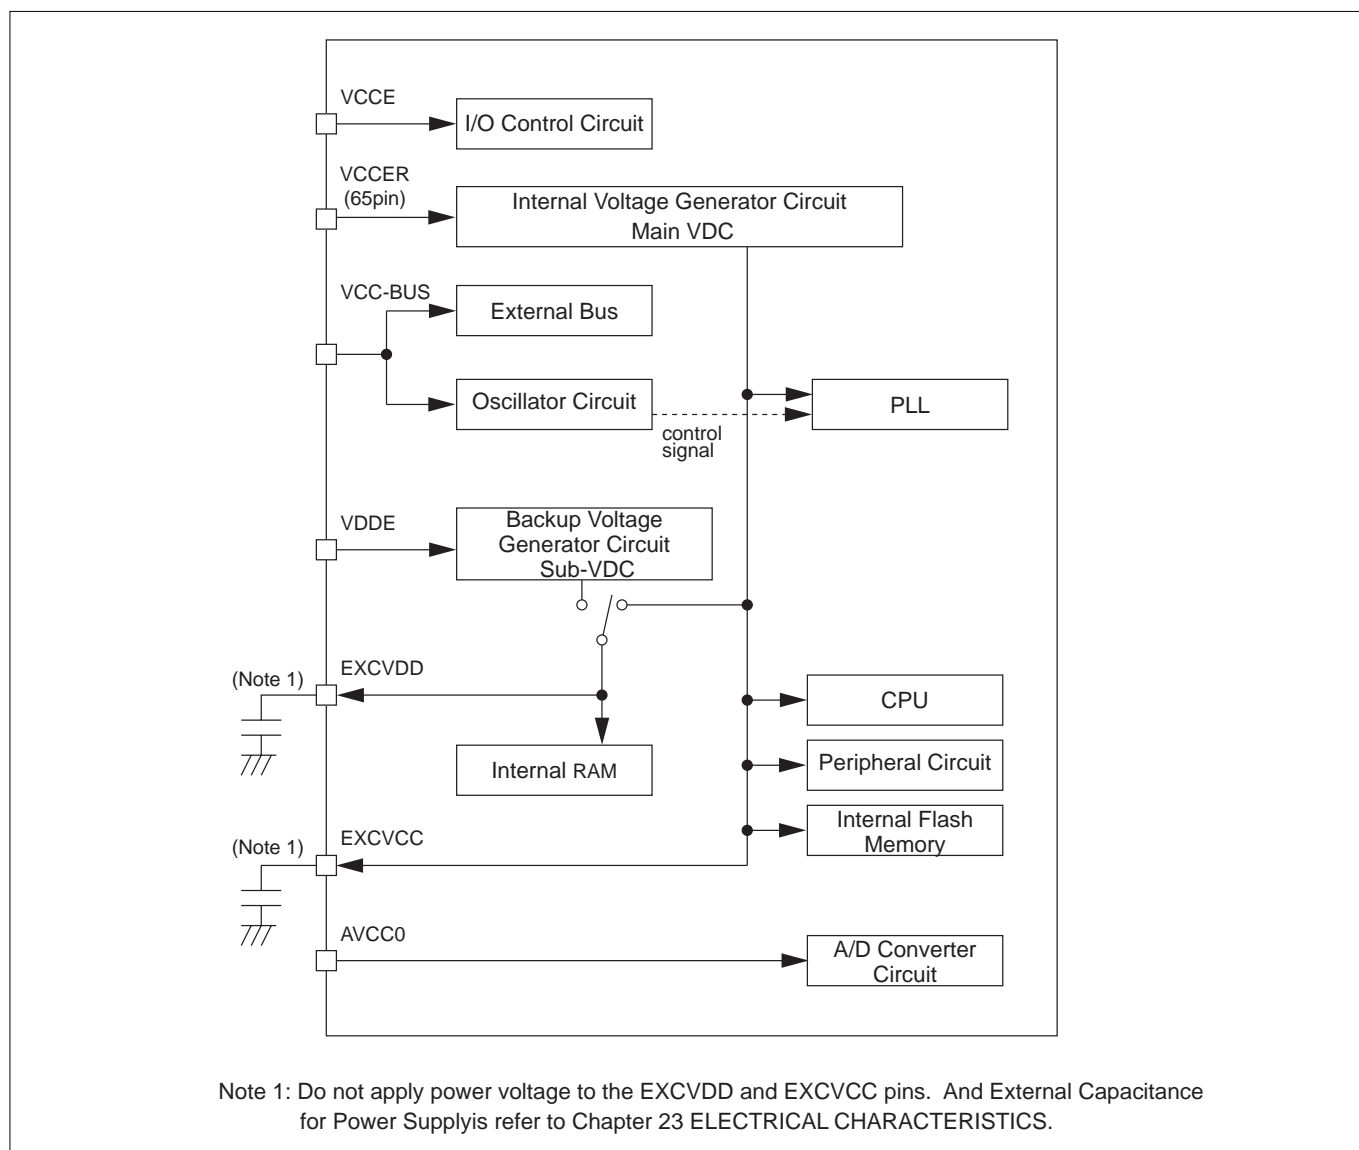 VCCE
I/O Control Circuit
VCCER
(65pin)
Internal Voltage Generator Circuit
Main VDC
VCC-BUS
External Bus
Oscillator Circuit
PLL
control
signal
VDDE
Backup Voltage
Generator Circuit
Sub-VDC
(Note 1)
EXCVDD
CPU
Internal RAM
Peripheral Circuit
Internal Flash
Memory
(Note 1)
EXCVCC
AVCC0
A/D Converter
Circuit
Note 1: Do not apply power voltage to the EXCVDD and EXCVCC pins. And External Capacitance
for Power Supplyis refer to Chapter 23 ELECTRICAL CHARACTERISTICS.